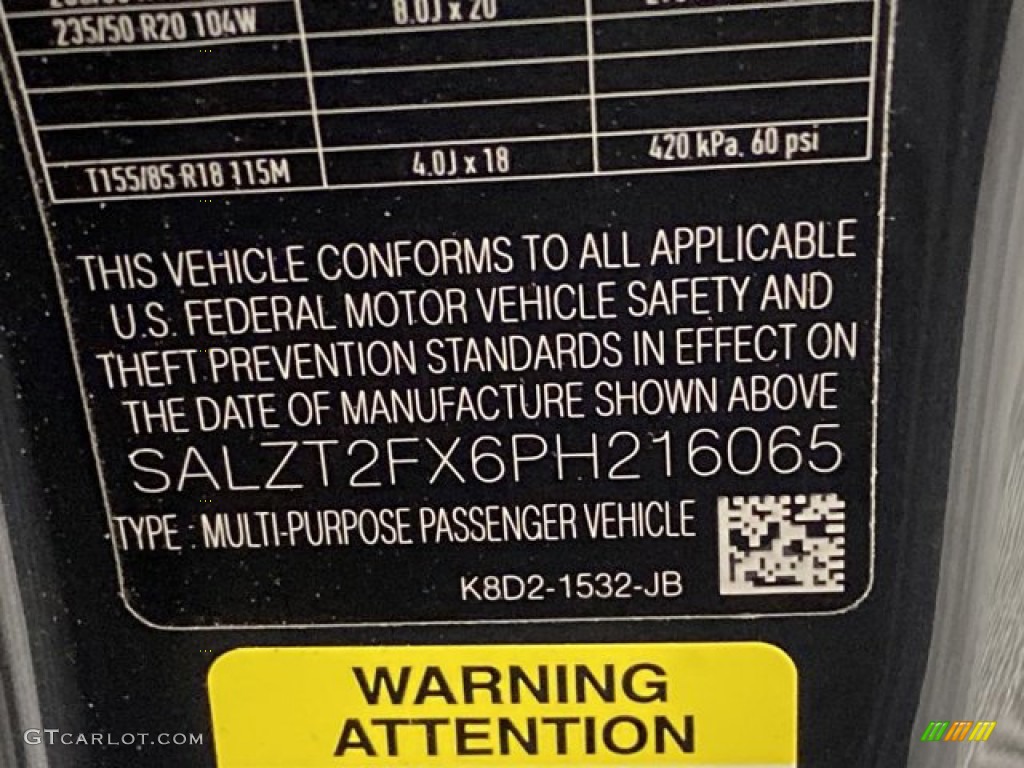 235/50 R20 104W 8.0J x 20
T155/85 R18 115M 4.0J x 18 420 kPa. 60 psi
THIS VEHICLE CONFORMS TO ALL APPLICABLE
U.S. FEDERAL MOTOR VEHICLE SAFETY AND
THEFT PREVENTION STANDARDS IN EFFECT ON
THE DATE OF MANUFACTURE SHOWN ABOVE
SALZT2FX6PH216065
TYPE : MULTI-PURPOSE PASSENGER VEHICLE
K8D2-1532-JB
WARNING
ATTENTION
GTCARLOT.COM